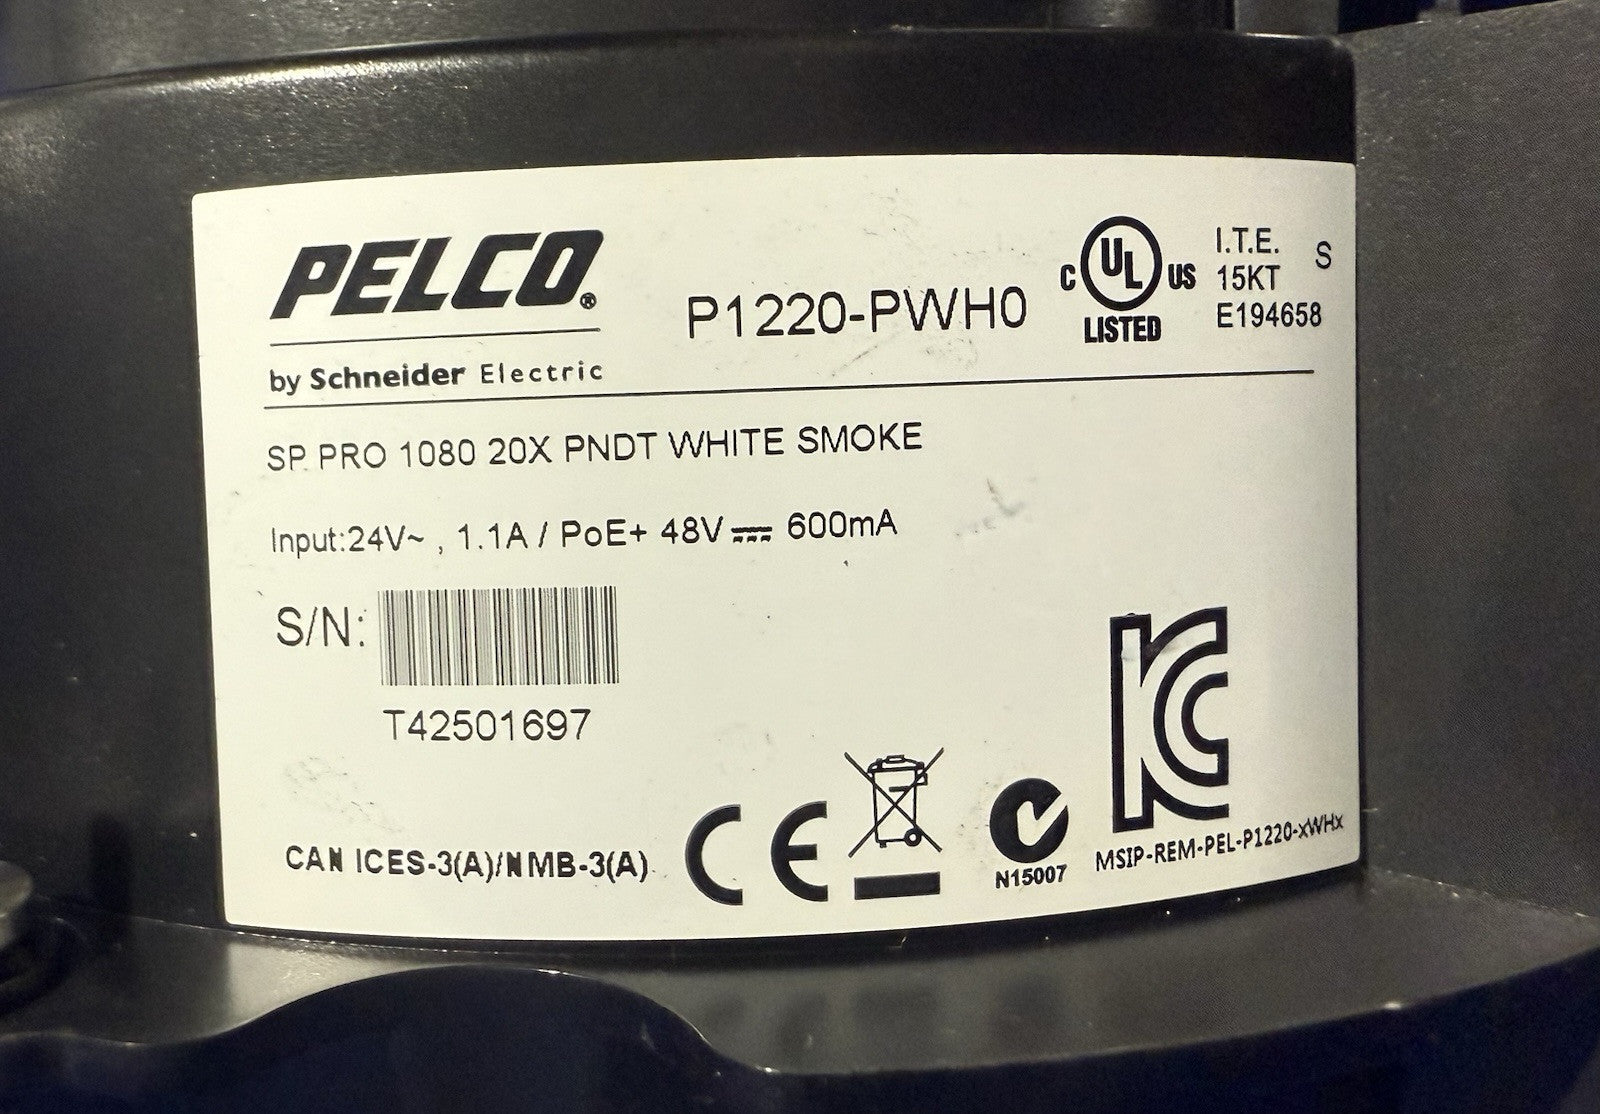 PELCO®
by Schneider Electric
P1220-PWH0
C UL US
LISTED
I.T.E. S
15KT
E194658
SP PRO 1080 20X PNDT WHITE SMOKE
Input:24V~ , 1.1A / PoE+ 48V⎓ 600mA
S/N:
T42501697
CAN ICES-3(A)/NMB-3(A)
CE
N15007
KC
MSIP-REM-PEL-P1220-xWHx